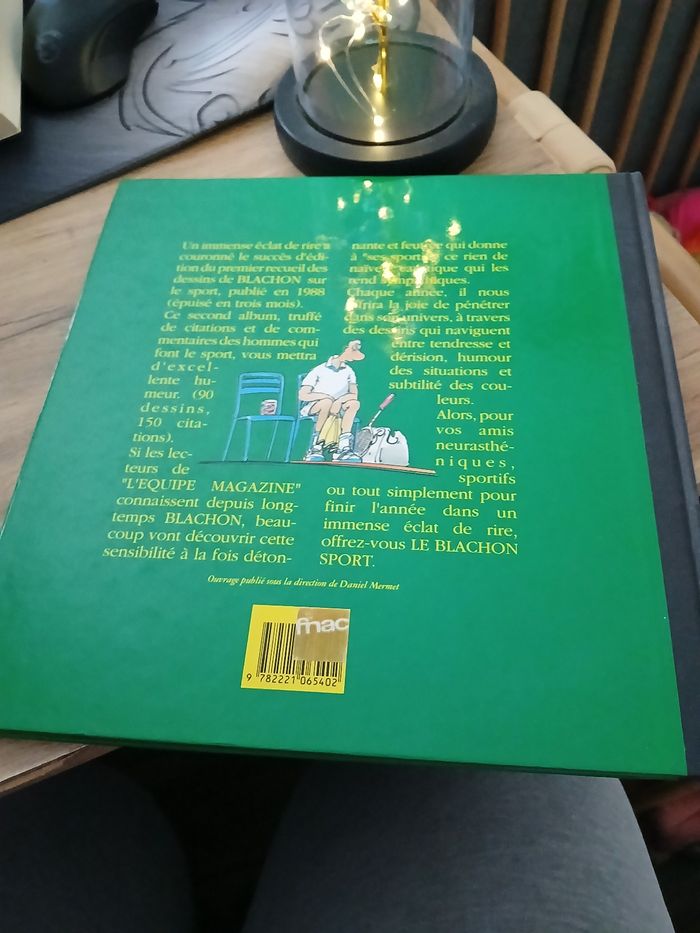 Un immense éclat de rire a
couronné le succès d'édi-
tion du premier recueil des
dessins de BLACHON sur
le sport, publié en 1988
(épuisé en trois mois).
Ce second album, truffé
de citations et de com-
mentaires des hommes qui
font le sport, vous mettra
d'excel-
lente hu-
meur. (90
dessins,
150 cita-
tions).
Si les lec-
teurs de
"L'EQUIPE MAGAZINE"
connaissent depuis long-
temps BLACHON, beau-
coup vont découvrir cette
sensibilité à la fois déton-
nante et feutrée qui donne
à "ses sportifs" ce rien de
qui les
rend
Chaque année, il nous
offrira la joie de pénétrer
dans son univers, à travers
des dessins qui naviguent
entre tendresse et
dérision, humour
des situations et
subtilité des cou-
leurs.
Alors, pour
vos amis
neurasthé-
niques,
sportifs
ou tout simplement pour
finir l'année dans un
immense éclat de rire,
offrez-vous LE BLACHON
SPORT.
Ouvrage publié sous la direction de Daniel Mermet
fnac
9 782221 065402